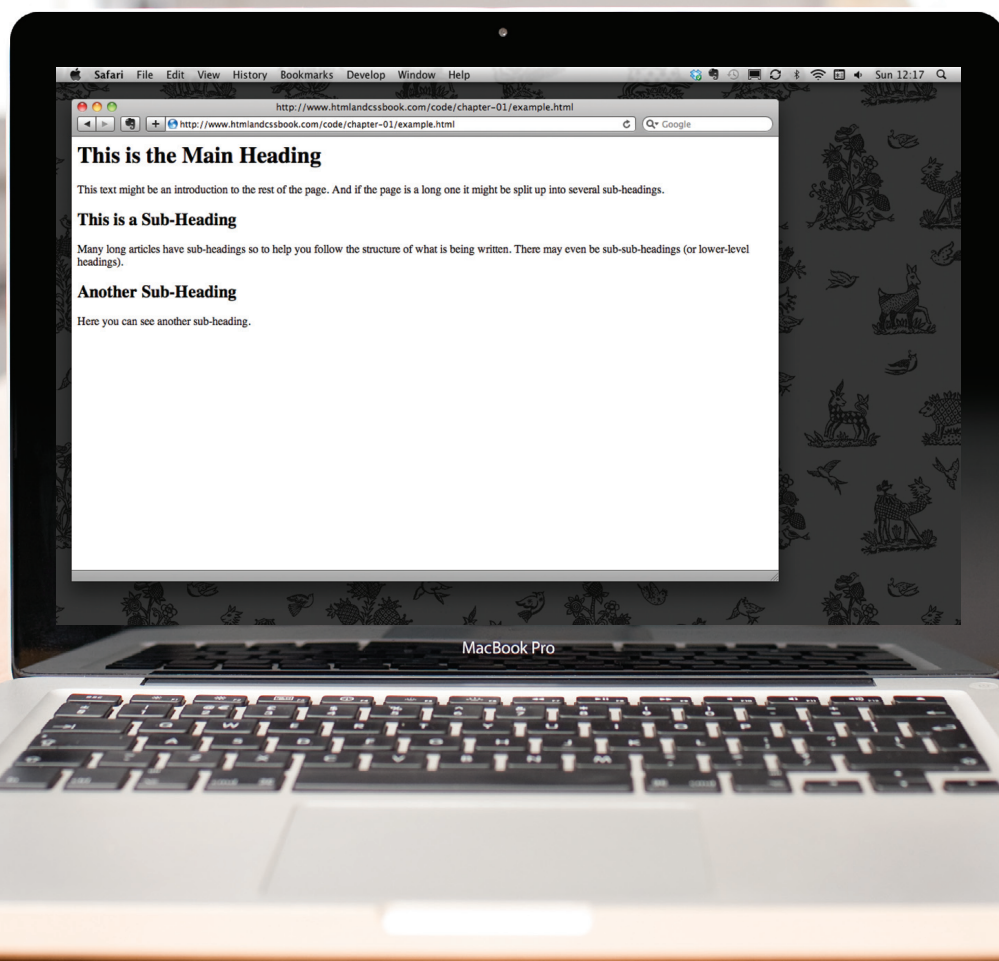 Safari File Edit View History Bookmarks Develop Window Help Sun 12:17
http://www.htmlandcssbook.com/code/chapter-01/example.html
http://www.htmlandcssbook.com/code/chapter-01/example.html Google
This is the Main Heading
This text might be an introduction to the rest of the page. And if the page is a long one it might be split up into several sub-headings.
This is a Sub-Heading
Many long articles have sub-headings so to help you follow the structure of what is being written. There may even be sub-sub-headings (or lower-level
headings).
Another Sub-Heading
Here you can see another sub-heading.
MacBook Pro
Q W R T Y U I
A S D F G H J K L
Z X C V B N M